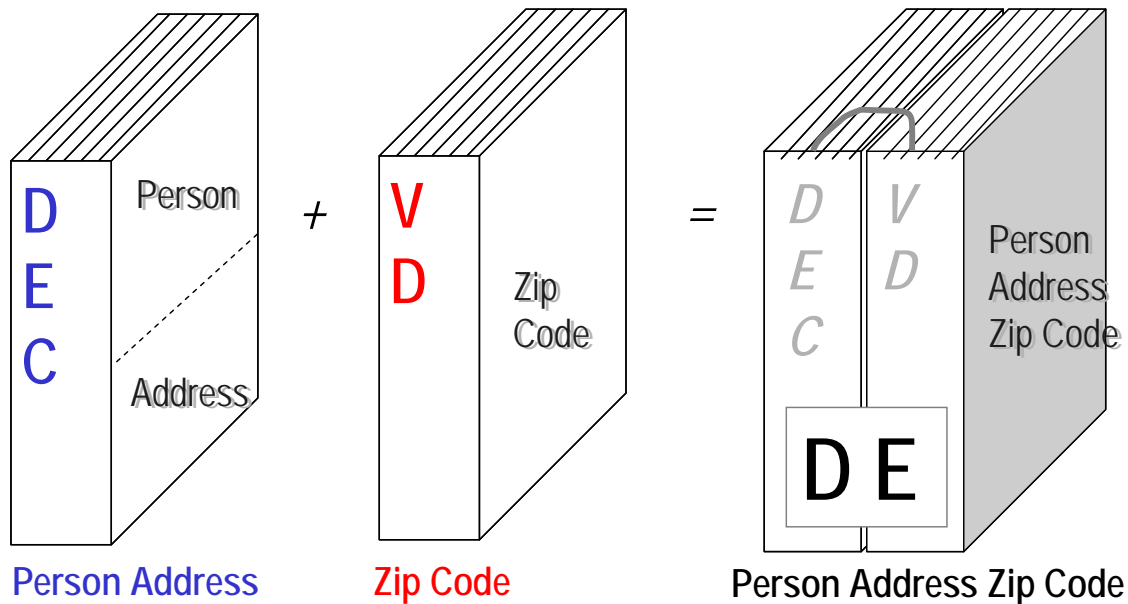 D
E
C
Person
Address
Person Address
+
V
D
Zip
Code
Zip Code
=
D
E
C
V
D
Person
Address
Zip Code
D E
Person Address Zip Code